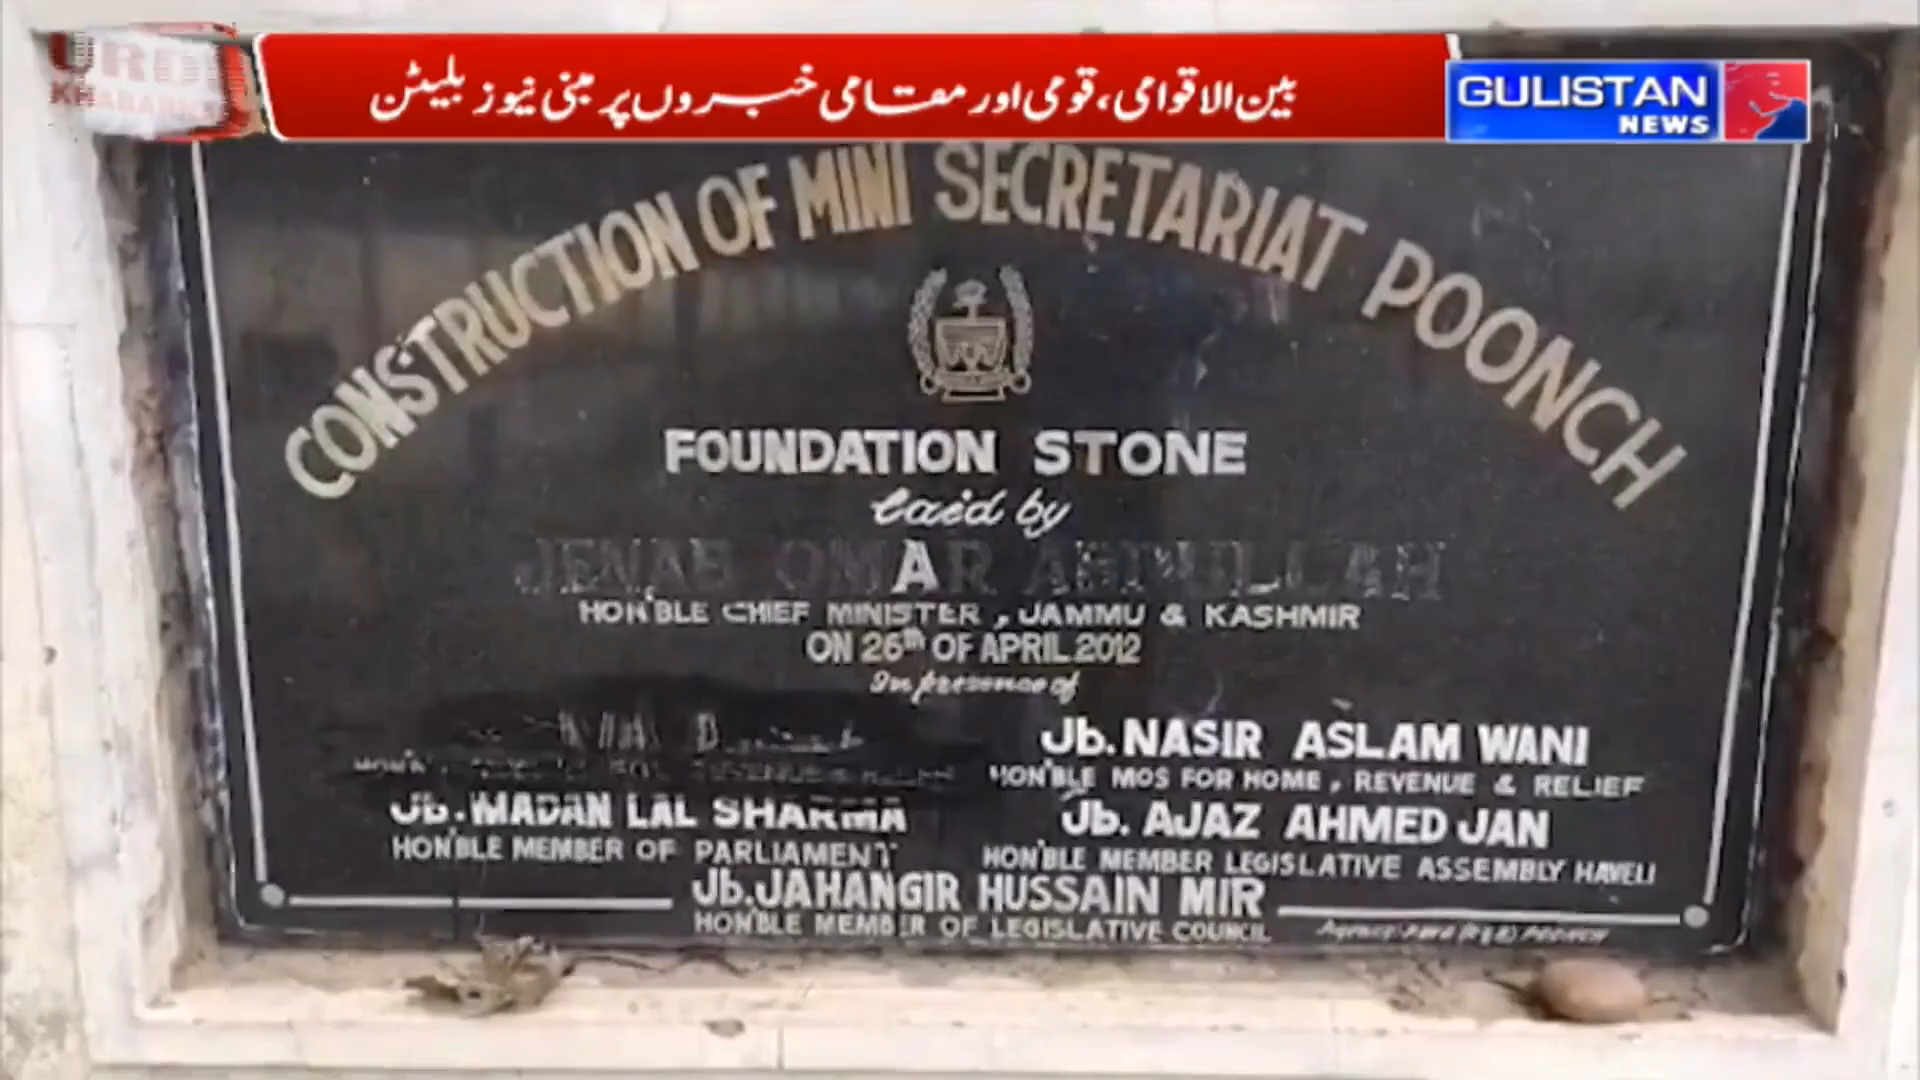 بین الاقوامی، قومی اور مقامی خبروں پر مبنی نیوز بلیٹن
GULISTAN
NEWS
CONSTRUCTION OF MINI SECRETARIAT POONCH
FOUNDATION STONE
laid by
JENAB OMAR ABDULLAH
HON'BLE CHIEF MINISTER, JAMMU & KASHMIR
ON 26th OF APRIL 2012
In presence of
Jb. NASIR ASLAM WANI
HON'BLE MOS FOR HOME, REVENUE & RELIEF
Jb. MADAN LAL SHARMA
HON'BLE MEMBER OF PARLIAMENT
Jb. AJAZ AHMED JAN
HON'BLE MEMBER LEGISLATIVE ASSEMBLY HAVELI
Jb. JAHANGIR HUSSAIN MIR
HON'BLE MEMBER OF LEGISLATIVE COUNCIL